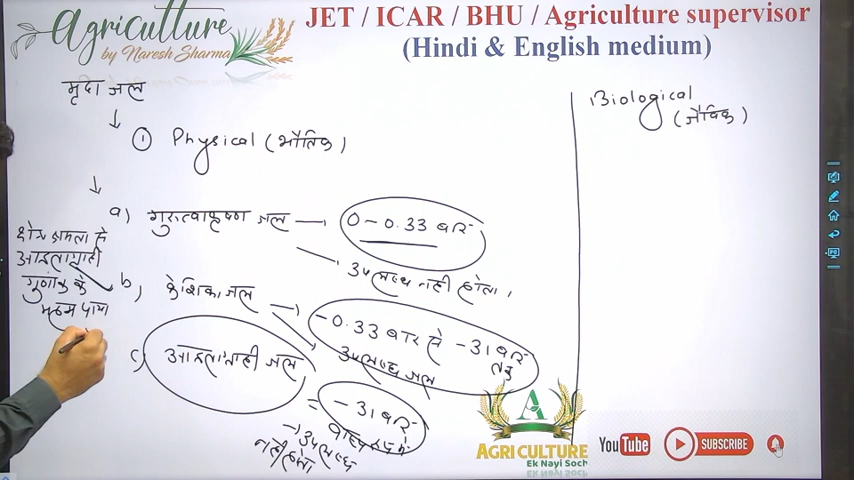 Agriculture
by Naresh Sharma
JET / ICAR / BHU / Agriculture supervisor
(Hindi & English medium)
मृदा जल
① Physical (भौतिक)
a) गुरुत्वाकृष्ण जल — 0 - 0.33 बार
— उपलब्ध नही होता।
क्षेत्र क्षमता से
आद्रताग्राही
गुणांक के
मध्य पाया
b) केशिका जल — -0.33 बार से -31 बार
तक
उपलब्ध जल
c) आद्रताग्राही जल = -31 बार
→ उपलब्ध
नही होता
Biological
(जैविक)
A
AGRICULTURE
Ek Nayi Soch
YouTube
SUBSCRIBE